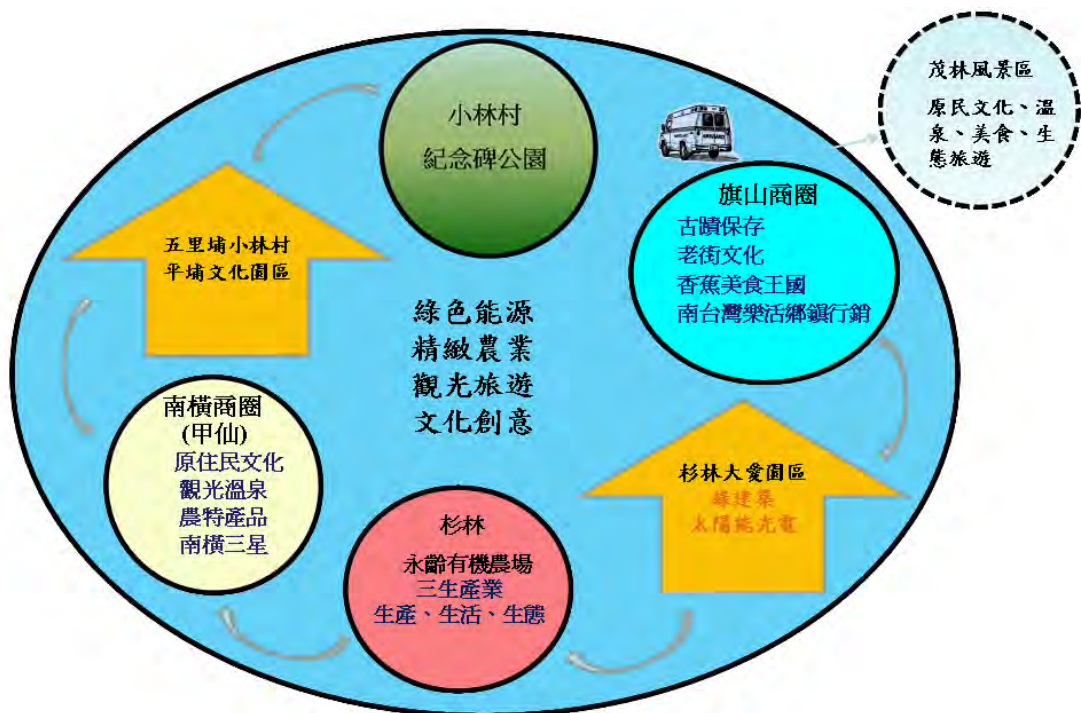 小林村
紀念碑公園
茂林風景區
原民文化、溫
泉、美食、生
態旅遊
旗山商圈
古蹟保存
老街文化
香蕉美食王國
南台灣樂活鄉鎮行銷
五里埔小林村
平埔文化園區
綠色能源
精緻農業
觀光旅遊
文化創意
南橫商圈
(甲仙)
原住民文化
觀光溫泉
農特產品
南橫三星
杉林
永齡有機農場
三生產業
生產、生活、生態
杉林大愛園區
綠建築
太陽能光電
AMBULANCE